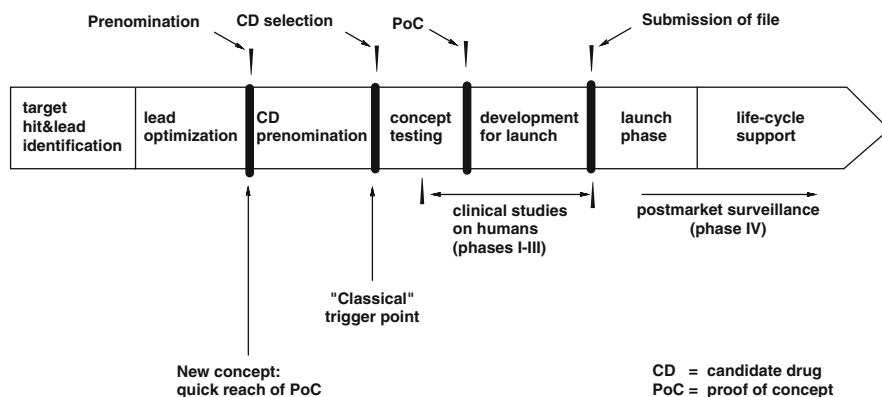 Prenomination
CD selection
PoC
Submission of file
target
hit&lead
identification
lead
optimization
CD
prenomination
concept
testing
development
for launch
launch
phase
life-cycle
support
clinical studies
on humans
(phases I-III)
postmarket surveillance
(phase IV)
"Classical"
trigger point
New concept:
quick reach of PoC
CD = candidate drug
PoC = proof of concept